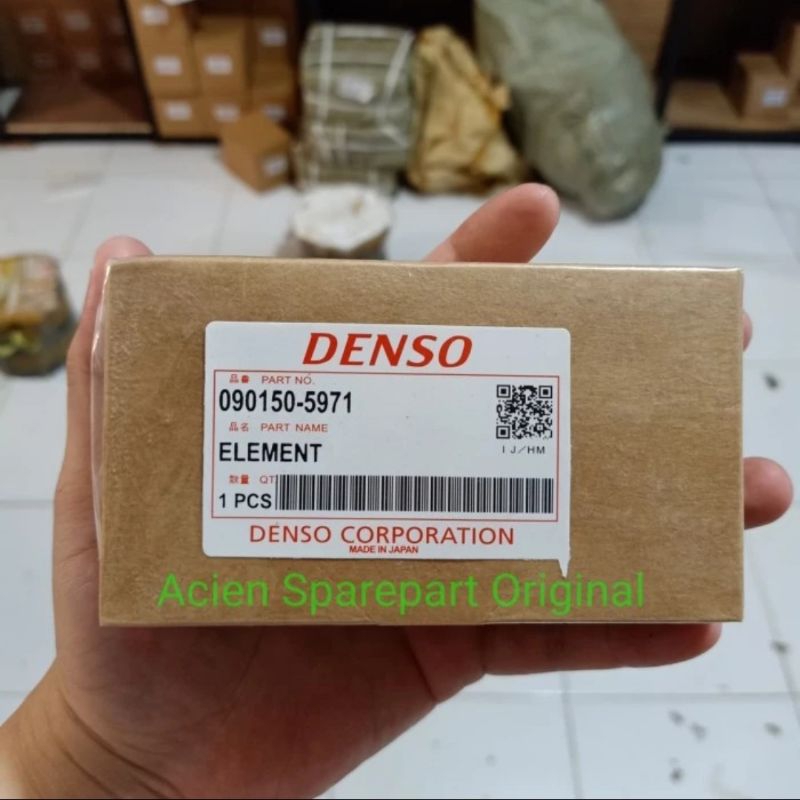 DENSO
品番 PART NO.
090150-5971
品名 PART NAME
ELEMENT
I J/HM
数量 QT
1 PCS
DENSO CORPORATION
MADE IN JAPAN
Acien Sparepart Original